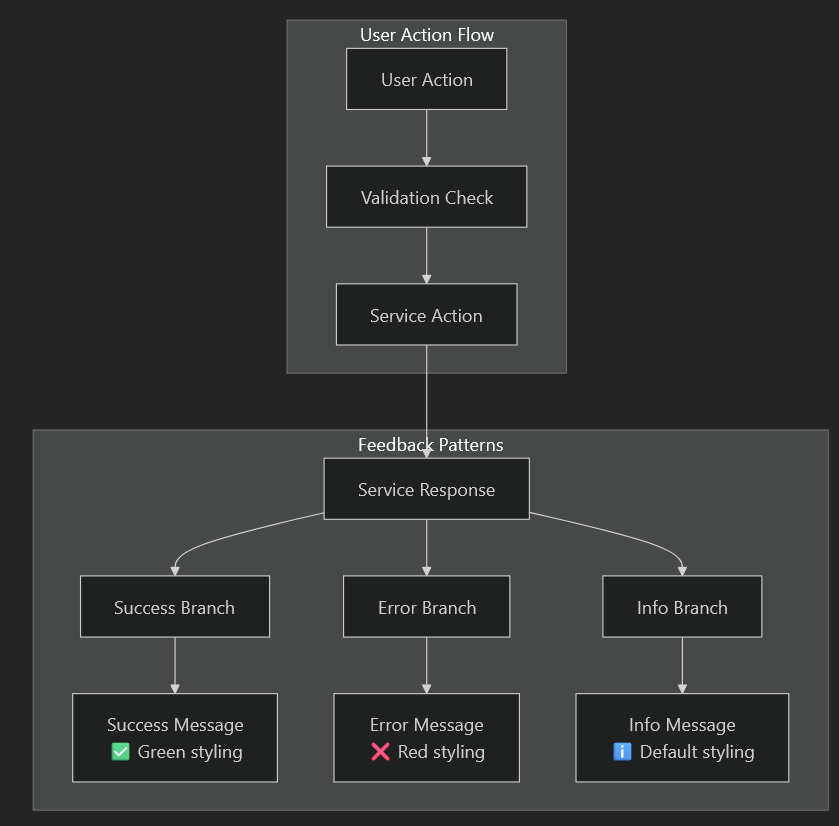 User Action Flow
User Action
Validation Check
Service Action
Feedback Patterns
Service Response
Success Branch
Error Branch
Info Branch
Success Message
✅ Green styling
Error Message
❌ Red styling
Info Message
ℹ️ Default styling